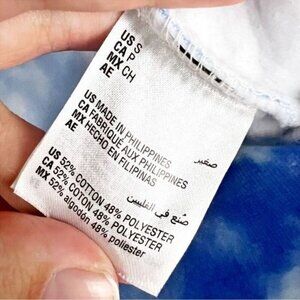 US S
CA P
MX CH
AE
صغير
US MADE IN PHILIPPINES
CA FABRIQUÉ AUX PHILIPPINES
MX HECHO EN FILIPINAS
AE
صنع في الفلبين
US 52% COTTON 48% POLYESTER
CA 52% COTON 48% POLYESTER
MX 52% algodón 48% poliester